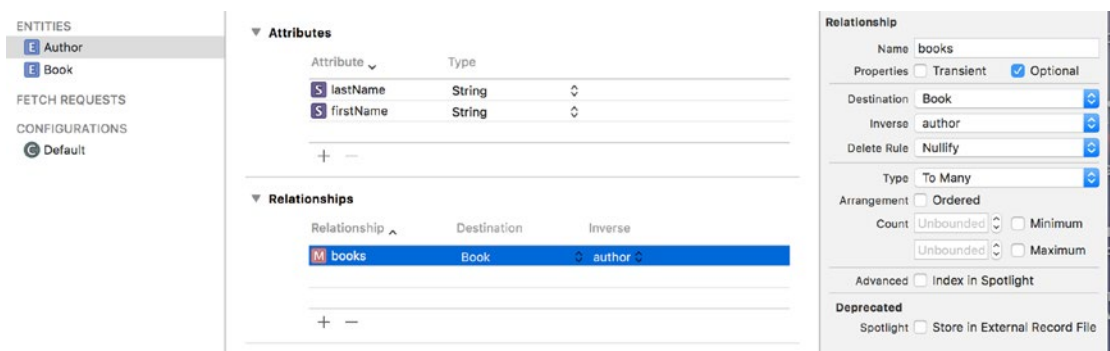 ENTITIES
E Author
E Book
FETCH REQUESTS
CONFIGURATIONS
C Default
Attributes
Attribute Type
S lastName String
S firstName String
+ −
Relationships
Relationship Destination Inverse
M books Book author
+ −
Relationship
Name books
Properties Transient Optional
Destination Book
Inverse author
Delete Rule Nullify
Type To Many
Arrangement Ordered
Count Unbounded Minimum
Unbounded Maximum
Advanced Index in Spotlight
Deprecated
Spotlight Store in External Record File